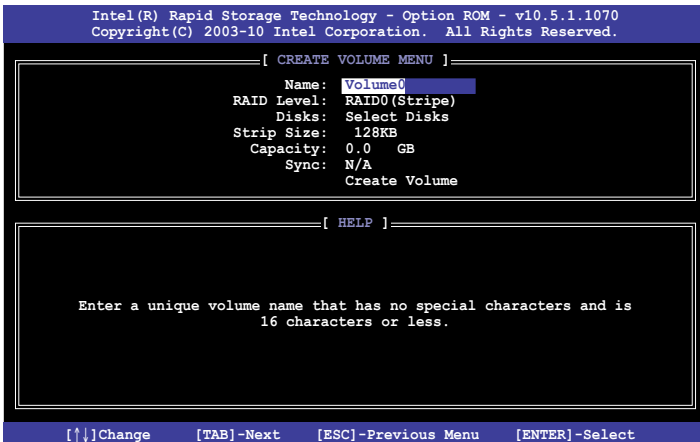 Intel(R) Rapid Storage Technology - Option ROM - v10.5.1.1070
Copyright(C) 2003-10 Intel Corporation. All Rights Reserved.
[ CREATE VOLUME MENU ]
Name: Volume0
RAID Level: RAID0(Stripe)
Disks: Select Disks
Strip Size: 128KB
Capacity: 0.0 GB
Sync: N/A
Create Volume
[ HELP ]
Enter a unique volume name that has no special characters and is
16 characters or less.
[↑↓]Change [TAB]-Next [ESC]-Previous Menu [ENTER]-Select